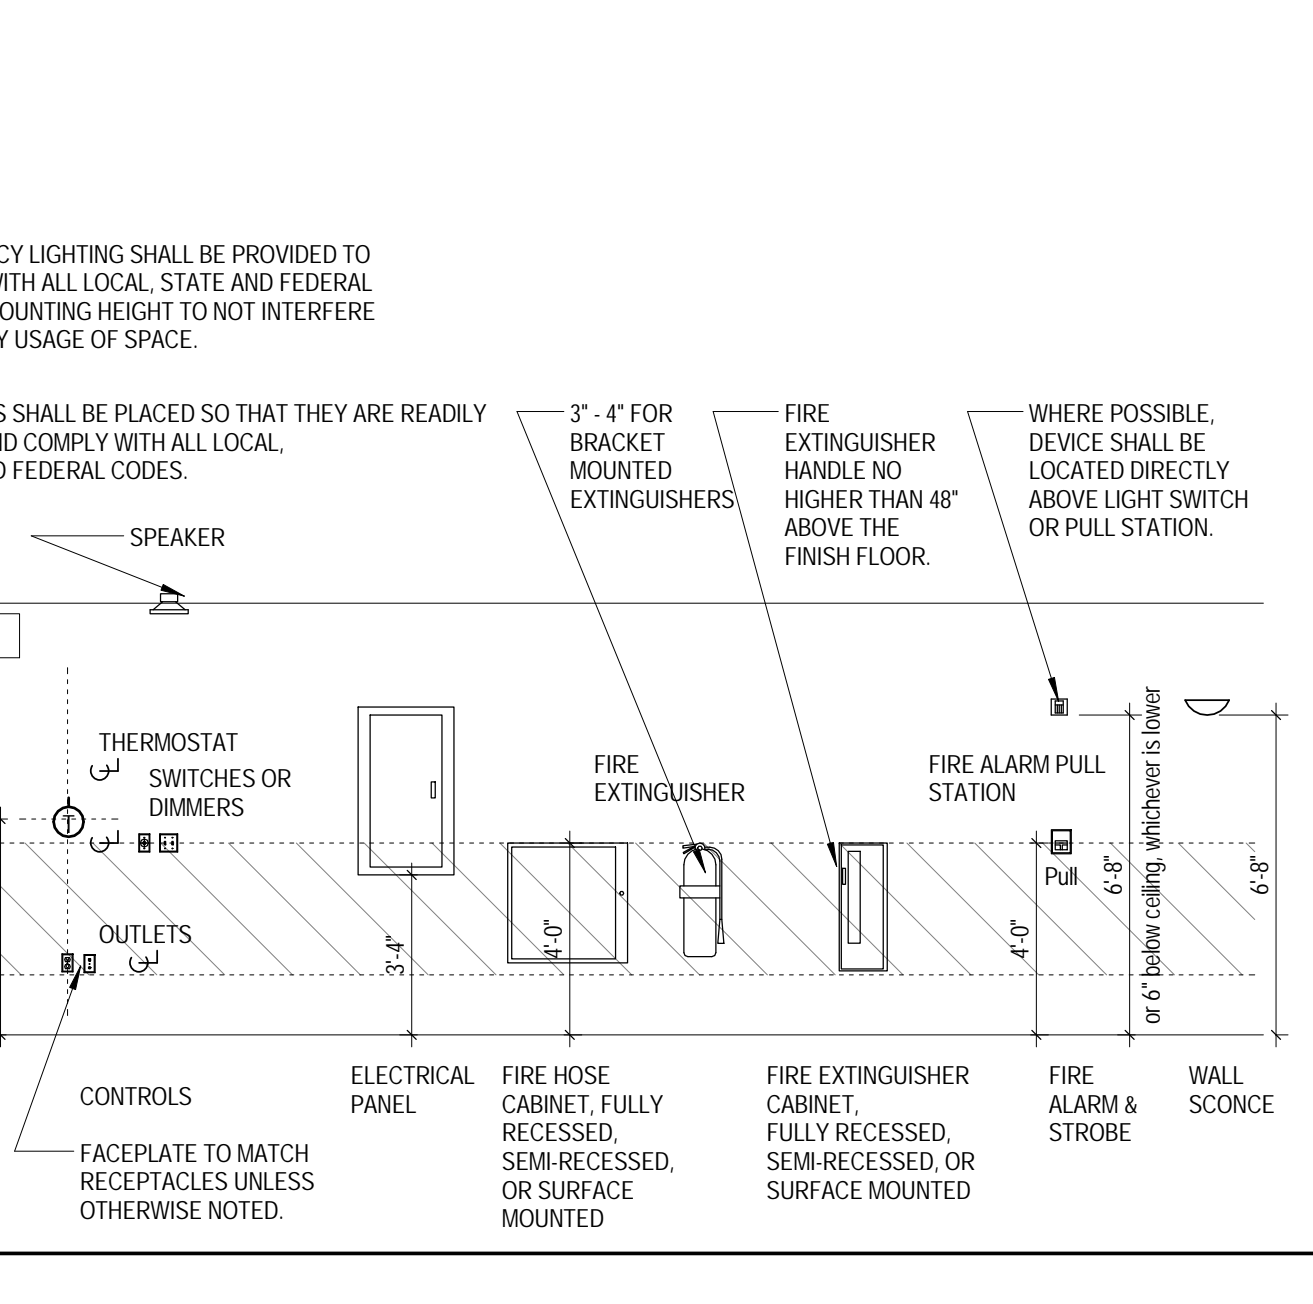 CY LIGHTING SHALL BE PROVIDED TO
WITH ALL LOCAL, STATE AND FEDERAL
OUNTING HEIGHT TO NOT INTERFERE
Y USAGE OF SPACE.
S SHALL BE PLACED SO THAT THEY ARE READILY
ND COMPLY WITH ALL LOCAL,
D FEDERAL CODES.
3" - 4" FOR
BRACKET
MOUNTED
EXTINGUISHERS
FIRE
EXTINGUISHER
HANDLE NO
HIGHER THAN 48"
ABOVE THE
FINISH FLOOR.
WHERE POSSIBLE,
DEVICE SHALL BE
LOCATED DIRECTLY
ABOVE LIGHT SWITCH
OR PULL STATION.
SPEAKER
THERMOSTAT
SWITCHES OR
DIMMERS
T
FIRE
EXTINGUISHER
FIRE ALARM PULL
STATION
Pull
OUTLETS
3'-4"
4'-0"
4'-0"
6'-8"
or 6" below ceiling, whichever is lower
6'-8"
CONTROLS
FACEPLATE TO MATCH
RECEPTACLES UNLESS
OTHERWISE NOTED.
ELECTRICAL
PANEL
FIRE HOSE
CABINET, FULLY
RECESSED,
SEMI-RECESSED,
OR SURFACE
MOUNTED
FIRE EXTINGUISHER
CABINET,
FULLY RECESSED,
SEMI-RECESSED, OR
SURFACE MOUNTED
FIRE
ALARM &
STROBE
WALL
SCONCE